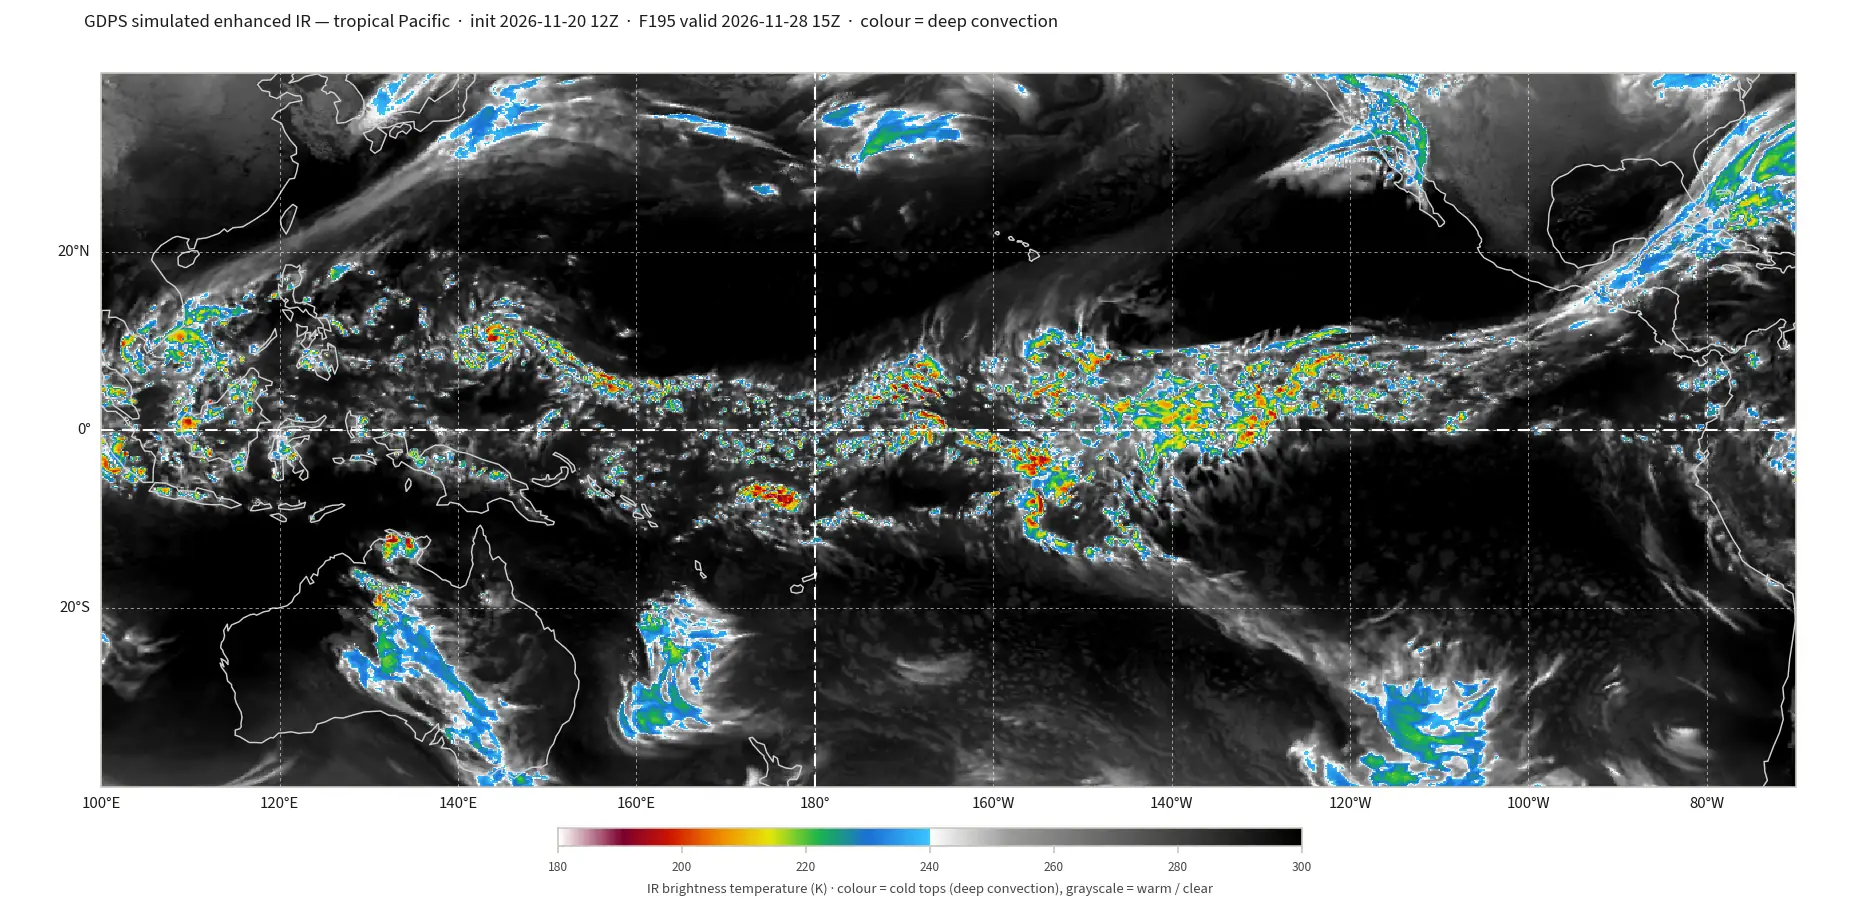 GDPS simulated enhanced IR — tropical Pacific · init 2026-11-20 12Z · F195 valid 2026-11-28 15Z · colour = deep convection
20°N
0°
20°S
100°E 120°E 140°E 160°E 180° 160°W 140°W 120°W 100°W 80°W
180 200 220 240 260 280 300
IR brightness temperature (K) · colour = cold tops (deep convection), grayscale = warm / clear